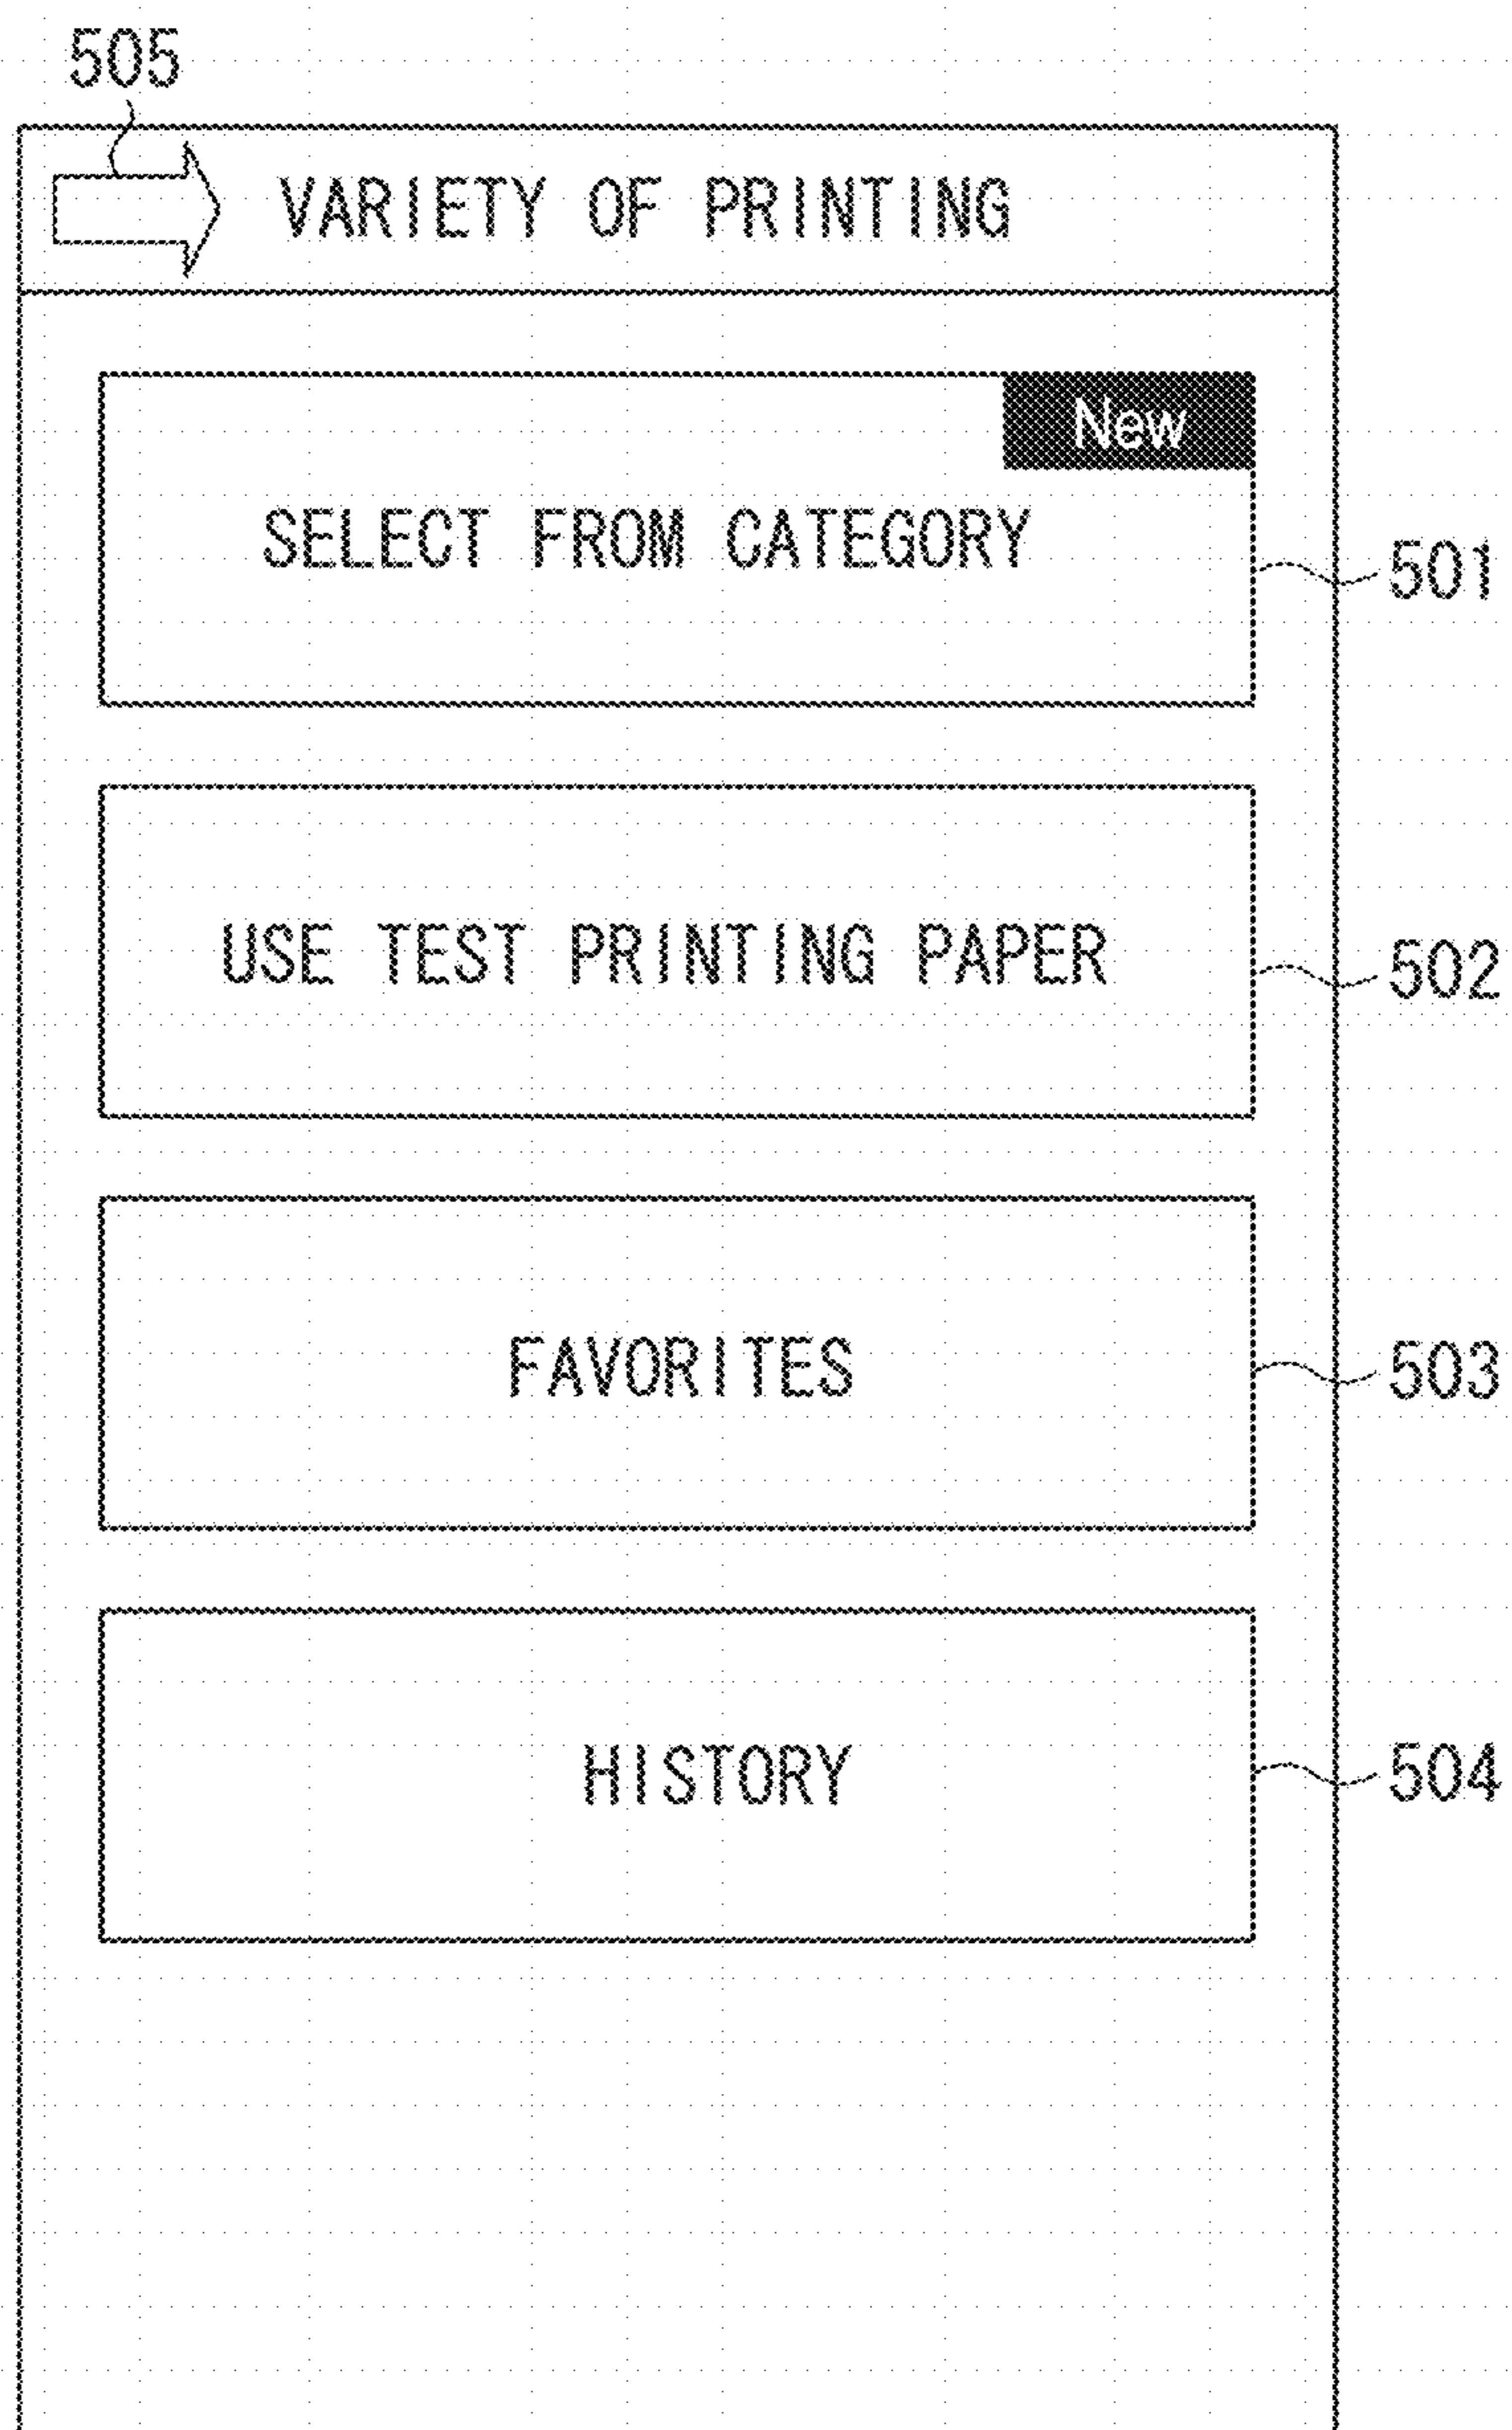 505
VARIETY OF PRINTING
New
SELECT FROM CATEGORY
501
USE TEST PRINTING PAPER
502
FAVORITES
503
HISTORY
504